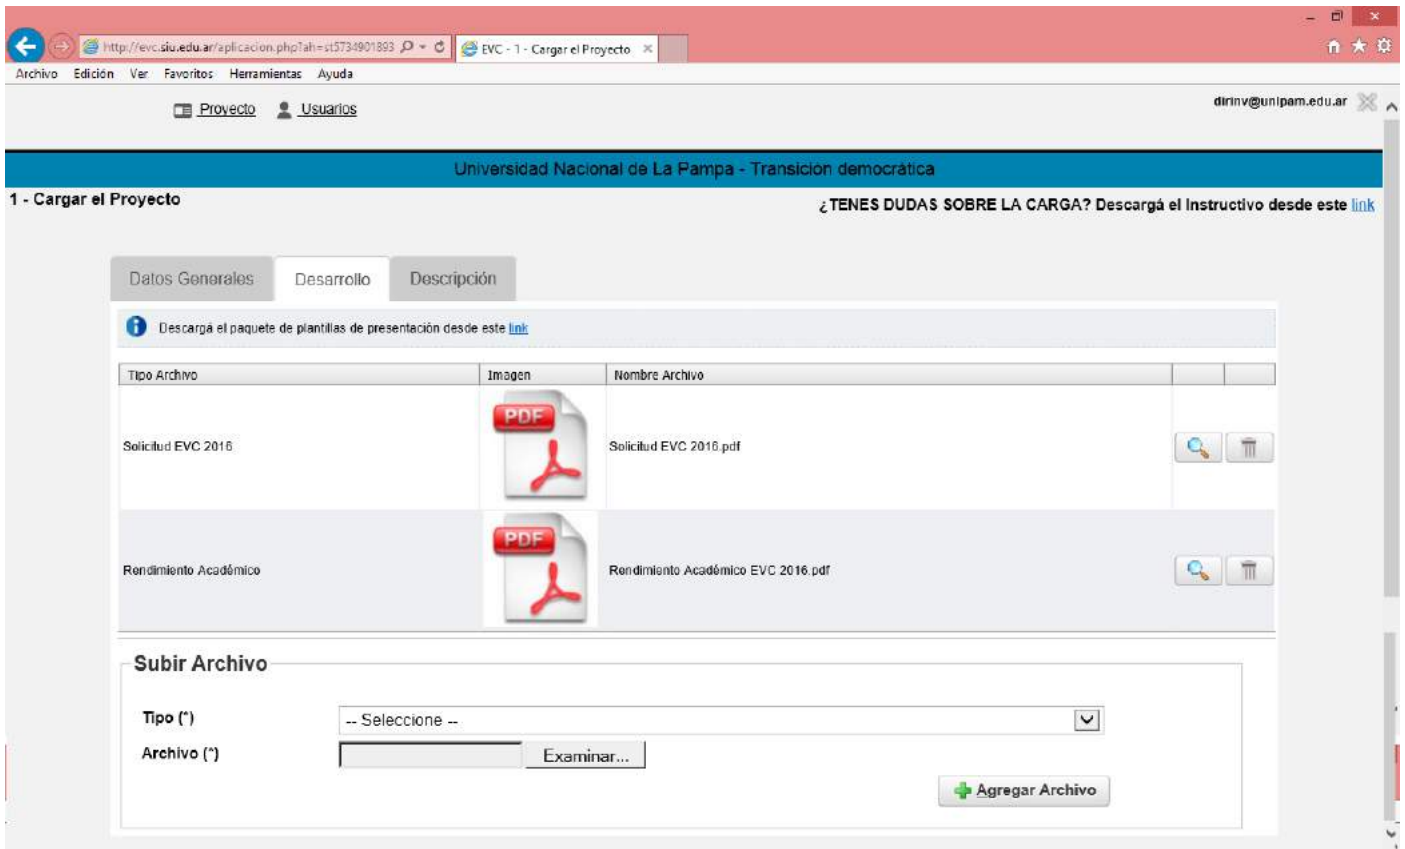 http://evc.siu.edu.ar/aplicacion.php?ah=st5734901893
EVC - 1 - Cargar el Proyecto
Archivo Edición Ver Favoritos Herramientas Ayuda
Proyecto Usuarios
dirinv@unlpam.edu.ar
Universidad Nacional de La Pampa - Transición democrática
1 - Cargar el Proyecto
¿TENES DUDAS SOBRE LA CARGA? Descargá el Instructivo desde este link
Datos Generales Desarrollo Descripción
Descargá el paquete de plantillas de presentación desde este link
Tipo Archivo Imagen Nombre Archivo
PDF
Solicitud EVC 2016 Solicitud EVC 2016.pdf
PDF
Rendimiento Académico Rendimiento Académico EVC 2016.pdf
Subir Archivo
Tipo (*) -- Seleccione --
Archivo (*) Examinar...
Agregar Archivo